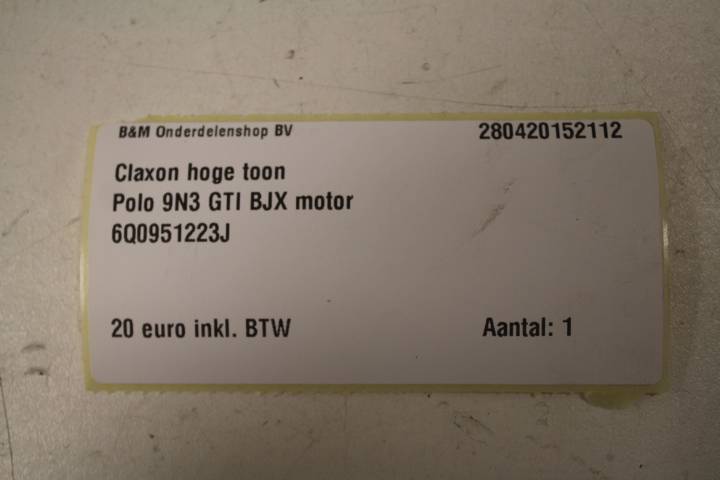 B&M Onderdelenshop BV 280420152112
Claxon hoge toon
Polo 9N3 GTI BJX motor
6Q0951223J
20 euro inkl. BTW Aantal: 1